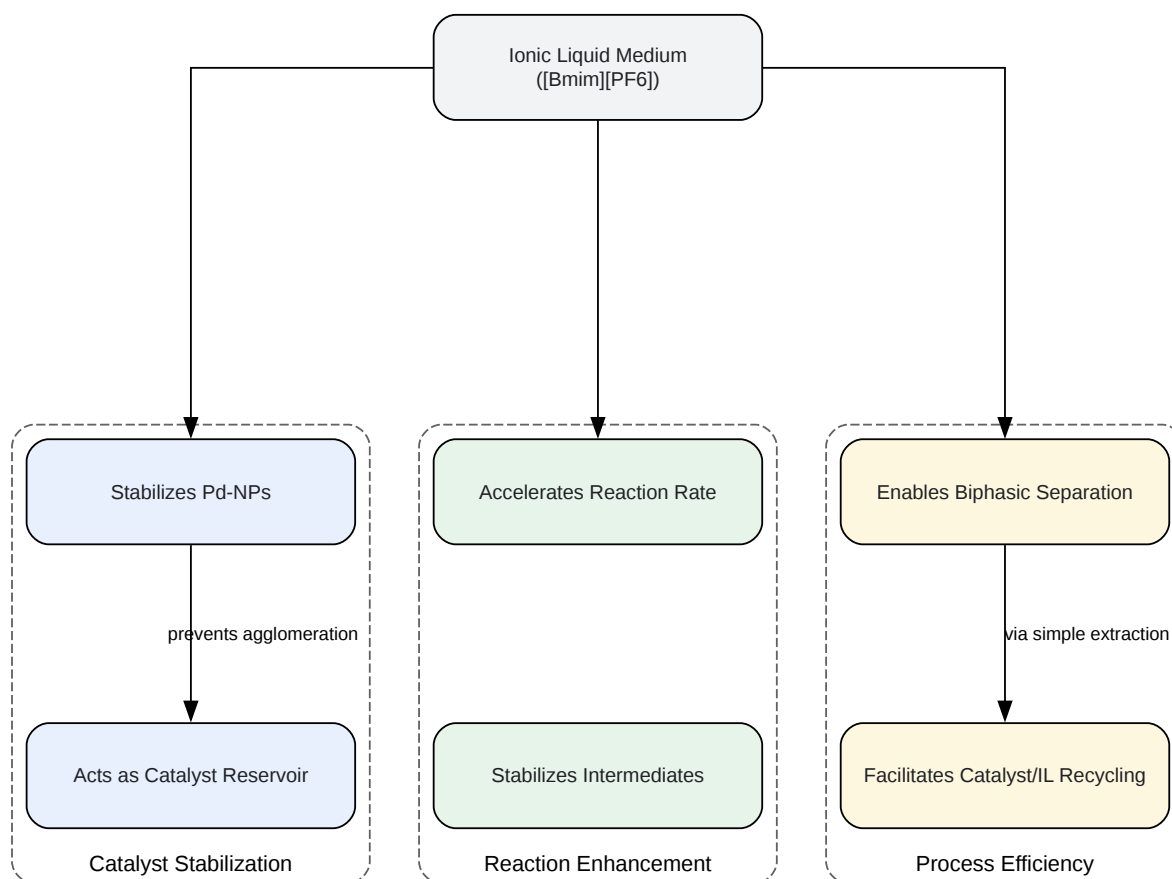 Ionic Liquid Medium
([Bmim][PF6])
Stabilizes Pd-NPs
Accelerates Reaction Rate
Enables Biphasic Separation
prevents agglomeration
via simple extraction
Acts as Catalyst Reservoir
Stabilizes Intermediates
Facilitates Catalyst/IL Recycling
Catalyst Stabilization
Reaction Enhancement
Process Efficiency